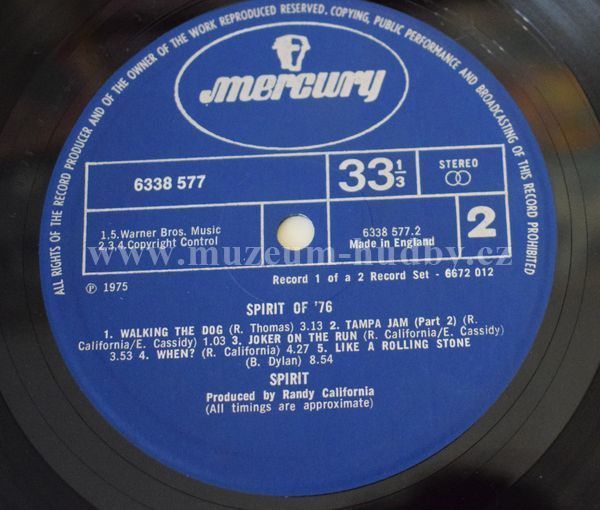 ALL RIGHTS OF THE RECORD PRODUCER AND OF THE OWNER OF THE WORK REPRODUCED RESERVED. COPYING, PUBLIC PERFORMANCE AND BROADCASTING OF THIS RECORD PROHIBITED
mercury
6338 577
33 1/3
STEREO
1.5.Warner Bros. Music
2,3,4.Copyright Control
6338 577.2
Made in England
2
www.muzeum-hudby.cz
Ⓟ 1975
Record 1 of a 2 Record Set - 6672 012
SPIRIT OF '76
1. WALKING THE DOG (R. Thomas) 3.13 2. TAMPA JAM (Part 2) (R.
California/E. Cassidy) 1.03 3. JOKER ON THE RUN (R. California/E. Cassidy)
3.53 4. WHEN? (R. California) 4.27 5. LIKE A ROLLING STONE
(B. Dylan) 8.54
SPIRIT
Produced by Randy California
(All timings are approximate)